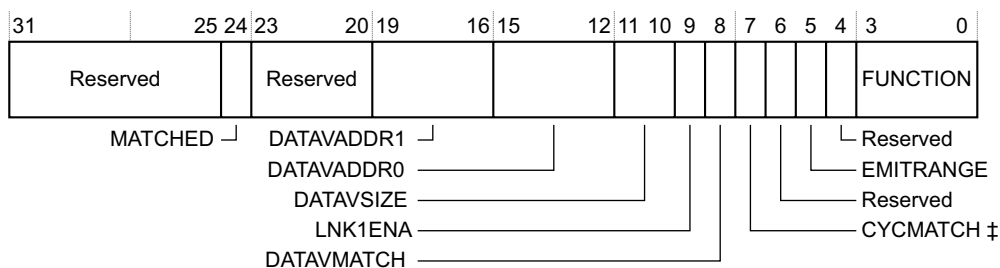 31 25 24 23 20 19 16 15 12 11 10 9 8 7 6 5 4 3 0
Reserved Reserved FUNCTION
MATCHED DATAVADDR1 Reserved
DATAVADDR0 EMITRANGE
DATAVSIZE Reserved
LNK1ENA CYCMATCH ‡
DATAVMATCH